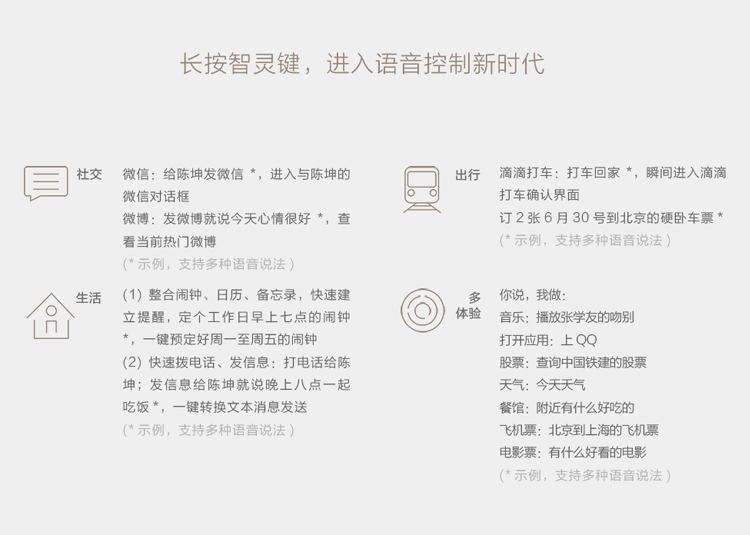 长按智灵键，进入语音控制新时代
社交
微信：给陈坤发微信 *，进入与陈坤的
微信对话框
微博：发微博就说今天心情很好 *，查
看当前热门微博
(* 示例，支持多种语音说法 )
出行
滴滴打车：打车回家 *，瞬间进入滴滴
打车确认界面
订 2 张 6 月 30 号到北京的硬卧车票 *
(* 示例，支持多种语音说法 )
生活
(1) 整合闹钟、日历、备忘录，快速建
立提醒，定个工作日早上七点的闹钟
*，一键预定好周一至周五的闹钟
(2) 快速拨电话、发信息：打电话给陈
坤；发信息给陈坤就说晚上八点一起
吃饭 *，一键转换文本消息发送
(* 示例，支持多种语音说法 )
多
体验
你说，我做：
音乐：播放张学友的吻别
打开应用：上 QQ
股票：查询中国铁建的股票
天气：今天天气
餐馆：附近有什么好吃的
飞机票：北京到上海的飞机票
电影票：有什么好看的电影
(* 示例，支持多种语音说法 )